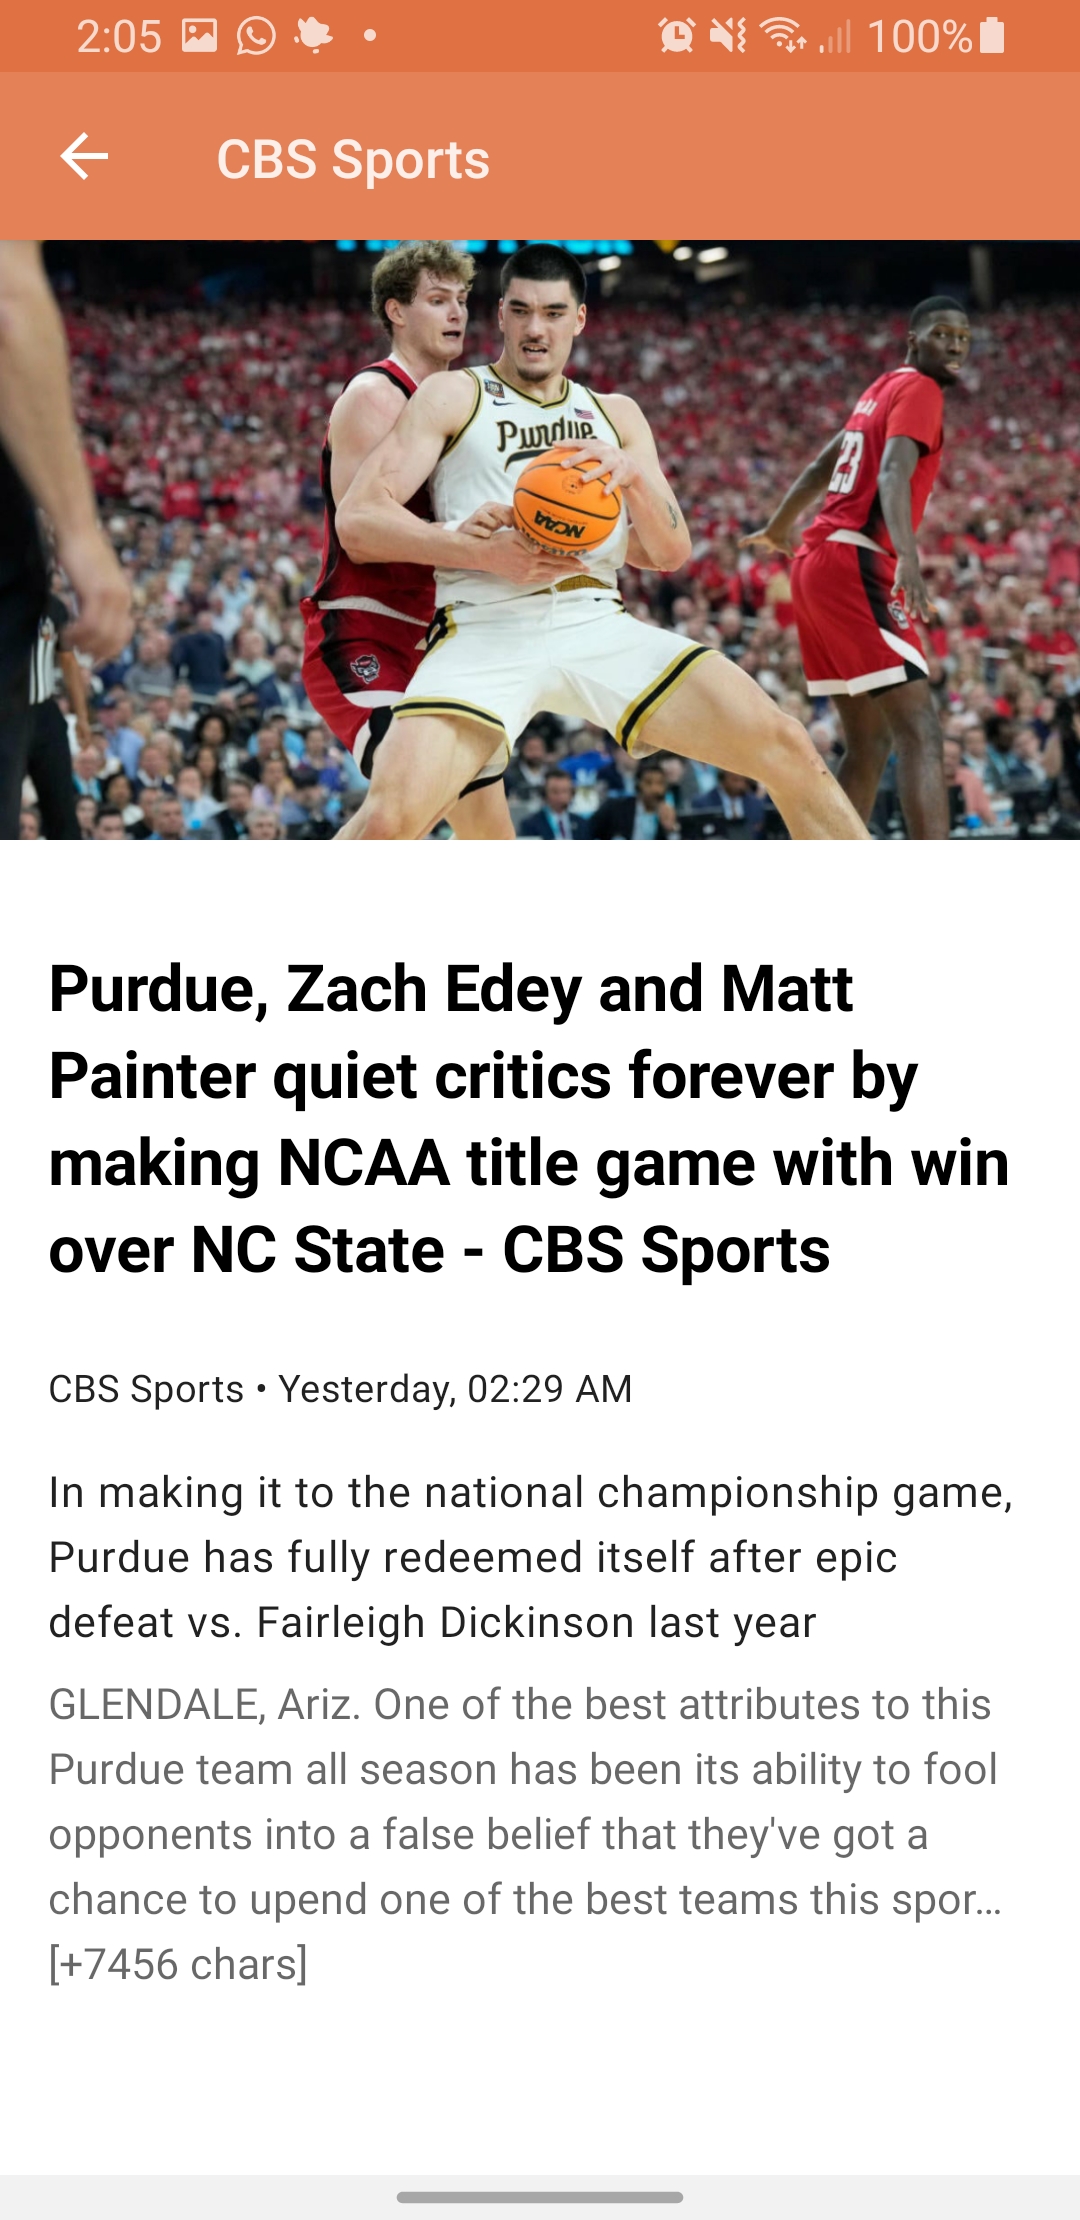 2:05
100%
CBS Sports
Purdue
NCAA
23
Purdue, Zach Edey and Matt
Painter quiet critics forever by
making NCAA title game with win
over NC State - CBS Sports
CBS Sports • Yesterday, 02:29 AM
In making it to the national championship game,
Purdue has fully redeemed itself after epic
defeat vs. Fairleigh Dickinson last year
GLENDALE, Ariz. One of the best attributes to this
Purdue team all season has been its ability to fool
opponents into a false belief that they've got a
chance to upend one of the best teams this spor…
[+7456 chars]